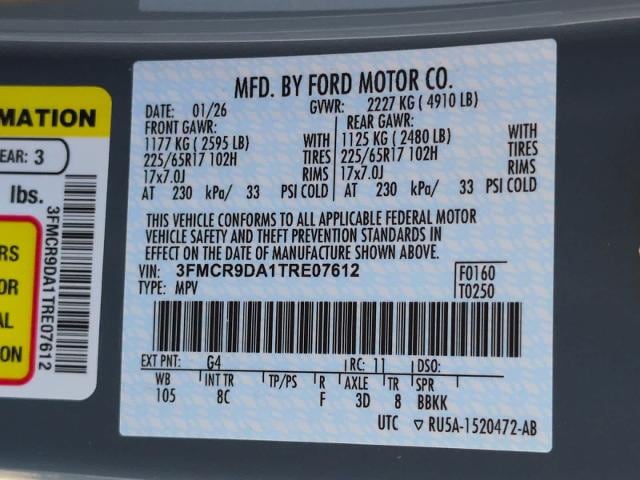 RMATION
EAR: 3
lbs.
RS
OR
AL
ION
3FMCR9DA1TRE07612
MFD. BY FORD MOTOR CO.
DATE: 01/26 GVWR: 2227 KG ( 4910 LB)
FRONT GAWR: REAR GAWR:
1177 KG ( 2595 LB) WITH 1125 KG ( 2480 LB) WITH
225/65R17 102H TIRES 225/65R17 102H TIRES
17x7.0J RIMS 17x7.0J RIMS
AT 230 kPa/ 33 PSI COLD AT 230 kPa/ 33 PSI COLD
THIS VEHICLE CONFORMS TO ALL APPLICABLE FEDERAL MOTOR
VEHICLE SAFETY AND THEFT PREVENTION STANDARDS IN
EFFECT ON THE DATE OF MANUFACTURE SHOWN ABOVE.
VIN: 3FMCR9DA1TRE07612 F0160
TYPE: MPV T0250
EXT PNT: G4 RC: 11 DSO:
WB INT TR TP/PS R AXLE TR SPR
105 8C F 3D 8 BBKK
UTC ▽ RU5A-1520472-AB